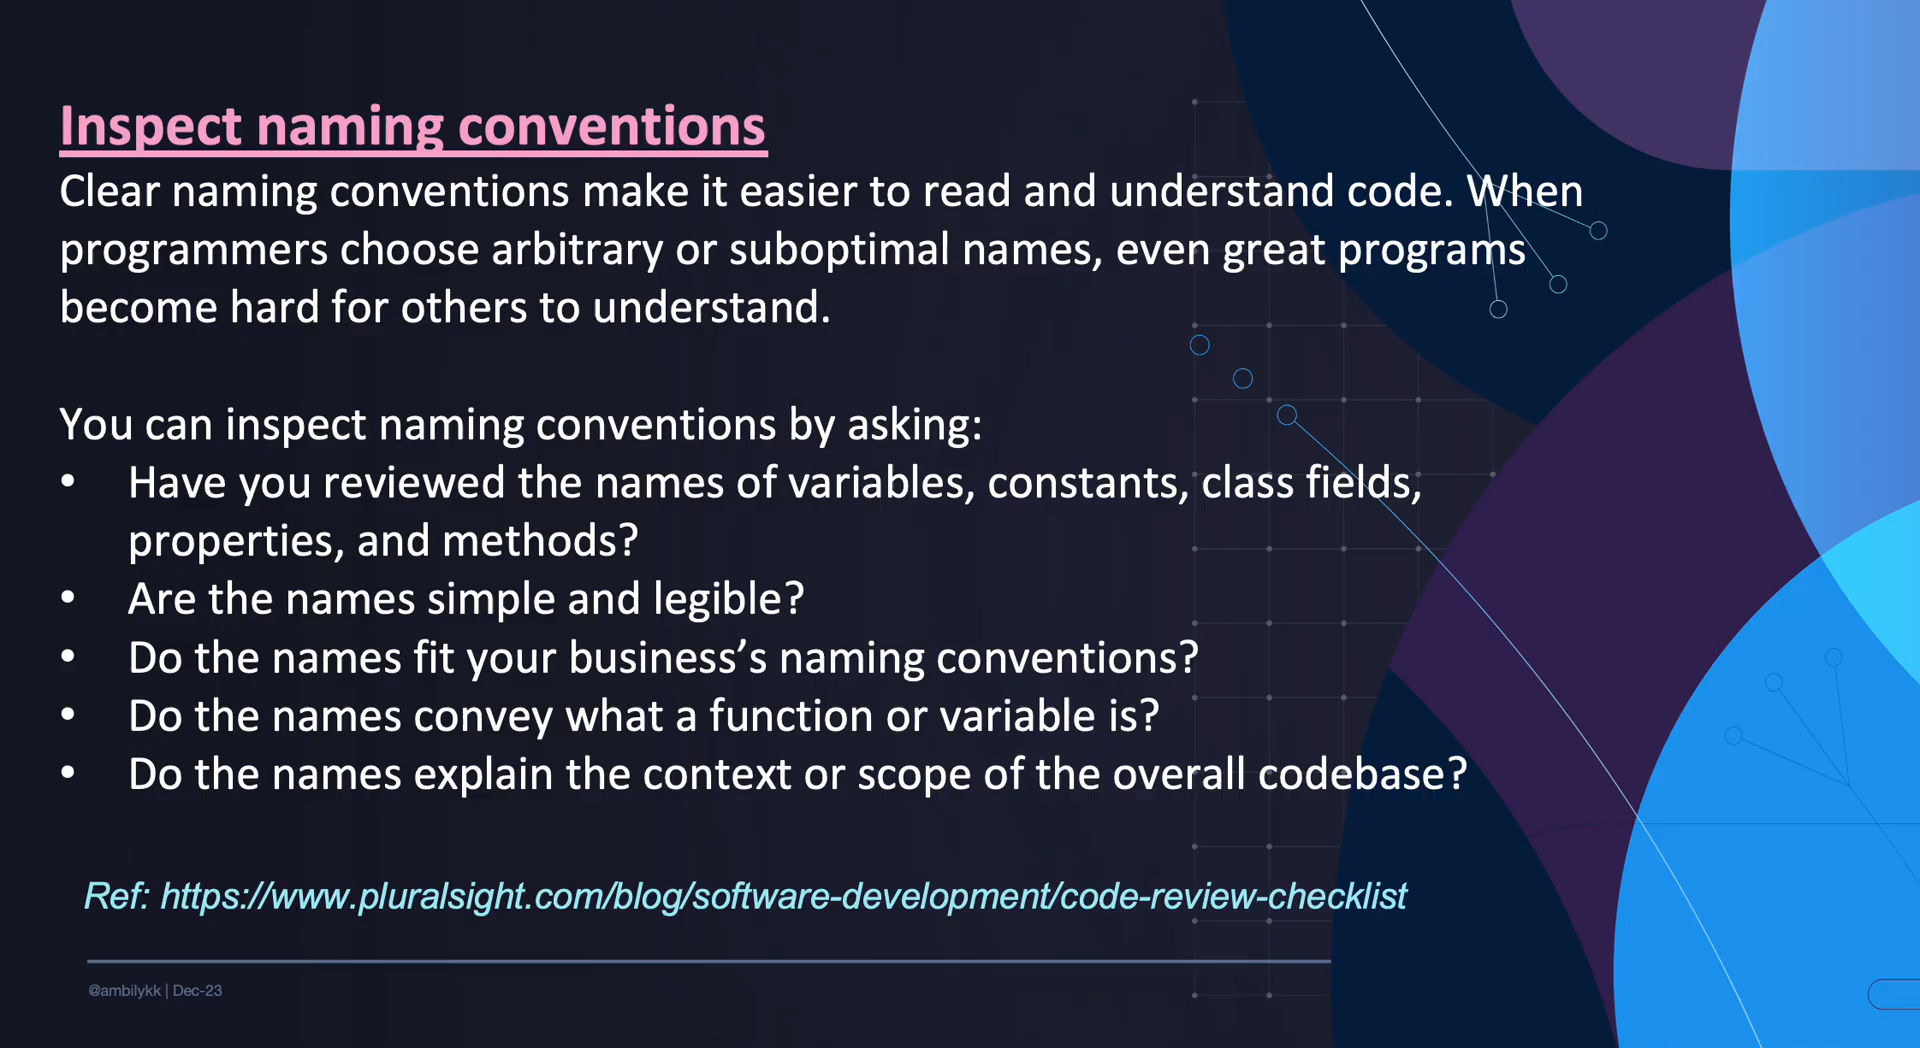 Inspect naming conventions
Clear naming conventions make it easier to read and understand code. When
programmers choose arbitrary or suboptimal names, even great programs
become hard for others to understand.
You can inspect naming conventions by asking:
• Have you reviewed the names of variables, constants, class fields,
properties, and methods?
• Are the names simple and legible?
• Do the names fit your business’s naming conventions?
• Do the names convey what a function or variable is?
• Do the names explain the context or scope of the overall codebase?
Ref: https://www.pluralsight.com/blog/software-development/code-review-checklist
@ambilykk | Dec-23